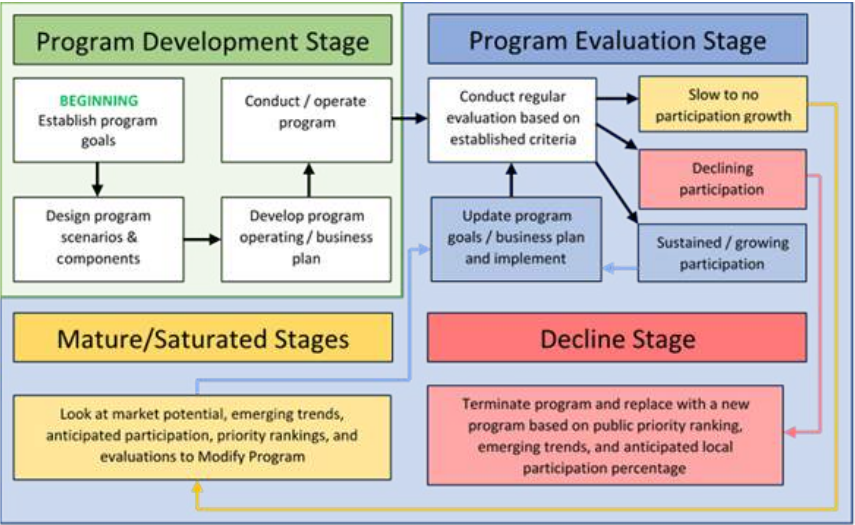 Program Development Stage
BEGINNING
Establish program
goals
Design program
scenarios &
components
Develop program
operating / business
plan
Conduct / operate
program
Program Evaluation Stage
Conduct regular
evaluation based on
established criteria
Slow to no
participation growth
Declining
participation
Sustained / growing
participation
Update program
goals / business plan
and implement
Mature/Saturated Stages
Look at market potential, emerging trends,
anticipated participation, priority rankings, and
evaluations to Modify Program
Decline Stage
Terminate program and replace with a new
program based on public priority ranking,
emerging trends, and anticipated local
participation percentage